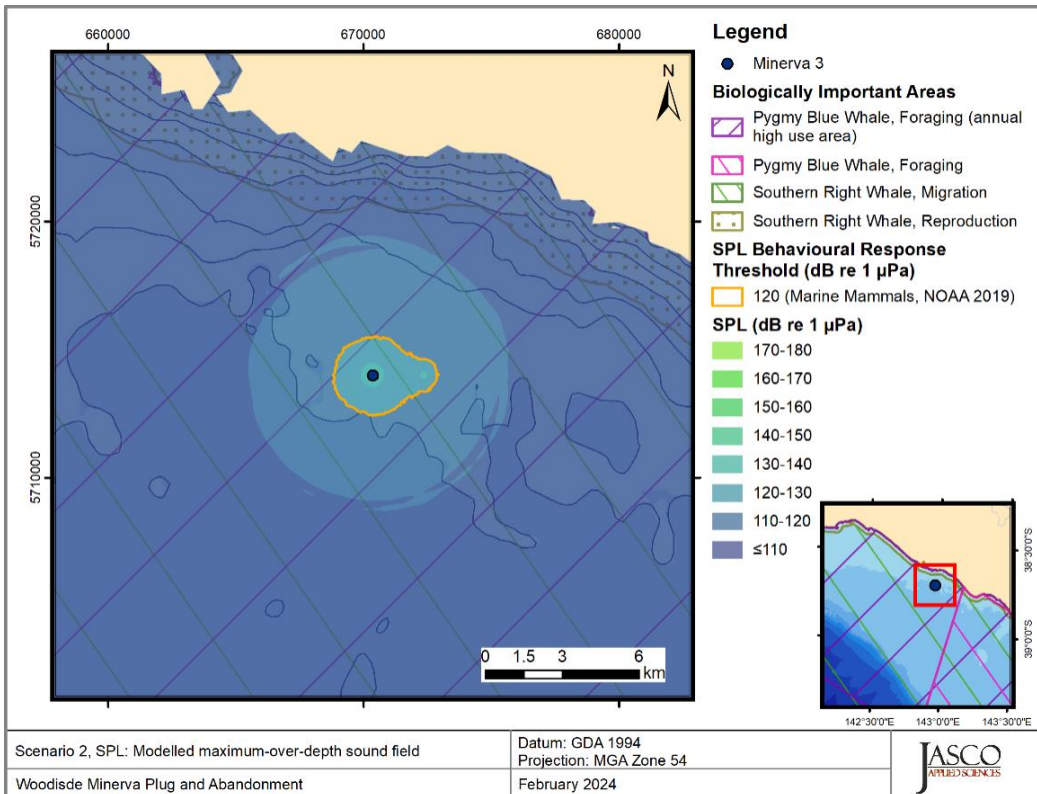 660000 670000 680000
5720000
5710000
N
0 1.5 3 6
km
Legend
Minerva 3
Biologically Important Areas
Pygmy Blue Whale, Foraging (annual
high use area)
Pygmy Blue Whale, Foraging
Southern Right Whale, Migration
Southern Right Whale, Reproduction
SPL Behavioural Response
Threshold (dB re 1 µPa)
120 (Marine Mammals, NOAA 2019)
SPL (dB re 1 µPa)
170-180
160-170
150-160
140-150
130-140
120-130
110-120
≤110
38°30'0"S
39°0'0"S
142°30'0"E 143°0'0"E 143°30'0"E
Scenario 2, SPL: Modelled maximum-over-depth sound field
Woodisde Minerva Plug and Abandonment
Datum: GDA 1994
Projection: MGA Zone 54
February 2024
JASCO
APPLIED SCIENCES